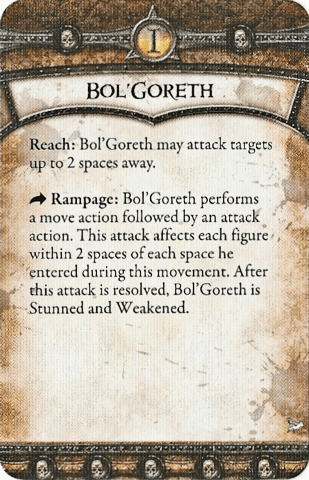 1
BOL'GORETH
Reach: Bol'Goreth may attack targets
up to 2 spaces away.
Rampage: Bol'Goreth performs
a move action followed by an attack
action. This attack affects each figure
within 2 spaces of each space he
entered during this movement. After
this attack is resolved, Bol'Goreth is
Stunned and Weakened.